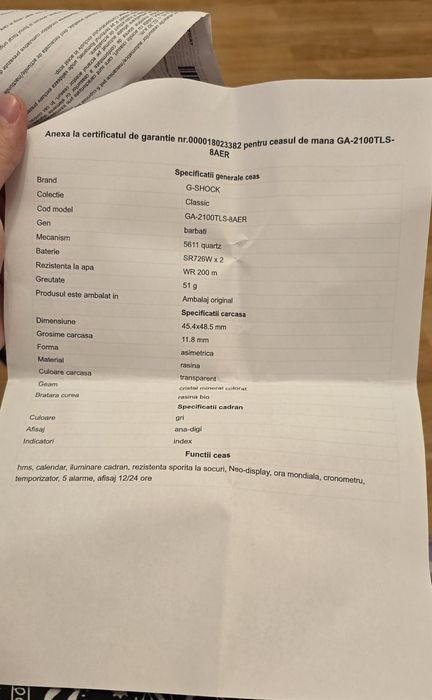 Anexa la certificatul de garantie nr.000018023382 pentru ceasul de mana GA-2100TLS-
8AER
Specificatii generale ceas
Brand G-SHOCK
Colectie Classic
Cod model GA-2100TLS-8AER
Gen barbati
Mecanism 5611 quartz
Baterie SR726W x 2
Rezistenta la apa WR 200 m
Greutate 51 g
Produsul este ambalat in Ambalaj original
Specificatii carcasa
Dimensiune 45.4x48.5 mm
Grosime carcasa 11.8 mm
Forma asimetrica
Material rasina
Culoare carcasa transparent
Geam cristal mineral colorat
Bratara curea rasina bio
Specificatii cadran
Culoare gri
Afisaj ana-digi
Indicatori index
Functii ceas
hms, calendar, iluminare cadran, rezistenta sporita la socuri, Neo-display, ora mondiala, cronometru,
temporizator, 5 alarme, afisaj 12/24 ore